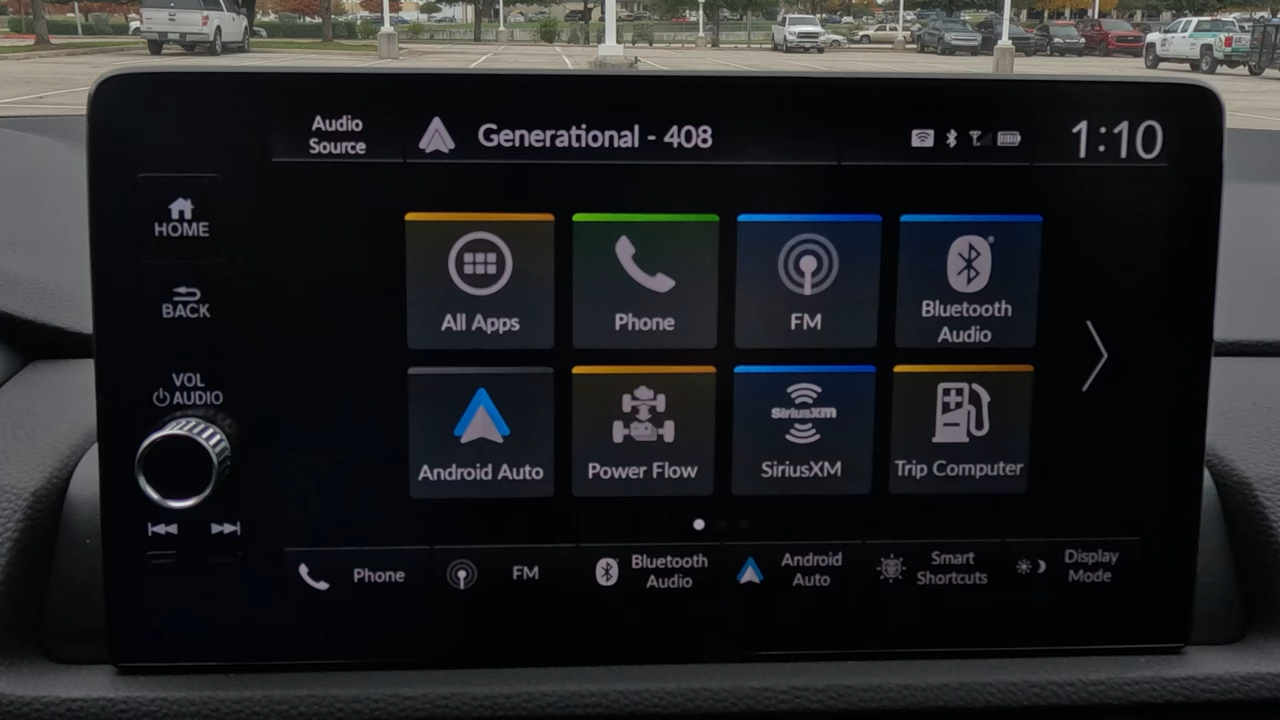 Audio
Source
Generational - 408
1:10
HOME
BACK
VOL
AUDIO
All Apps
Phone
FM
Bluetooth
Audio
Android Auto
Power Flow
SiriusXM
SiriusXM
Trip Computer
Phone
FM
Bluetooth
Audio
Android
Auto
Smart
Shortcuts
Display
Mode